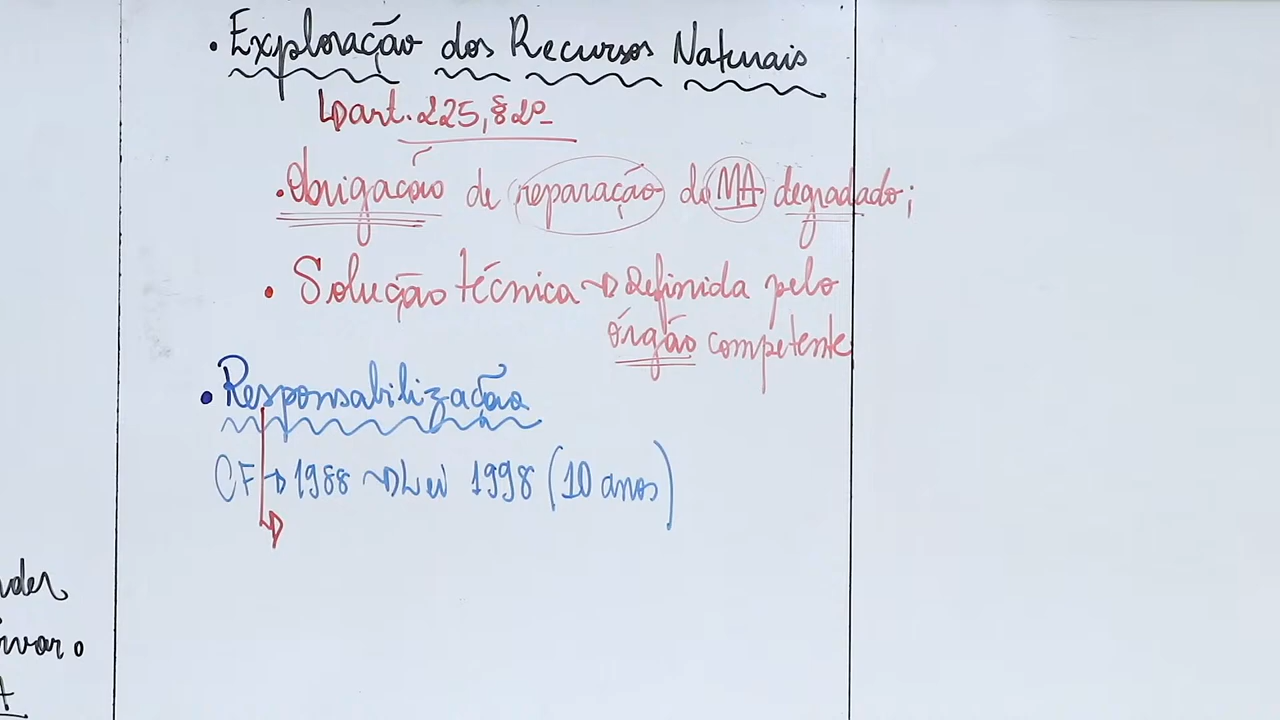 • Exploração dos Recursos Naturais
↳ art. 225, § 2º
• Obrigação de reparação do MA degradado;
• Solução técnica → Definida pelo
órgão competente
• Responsabilização
CF → 1988 → Lei 1998 (10 anos)